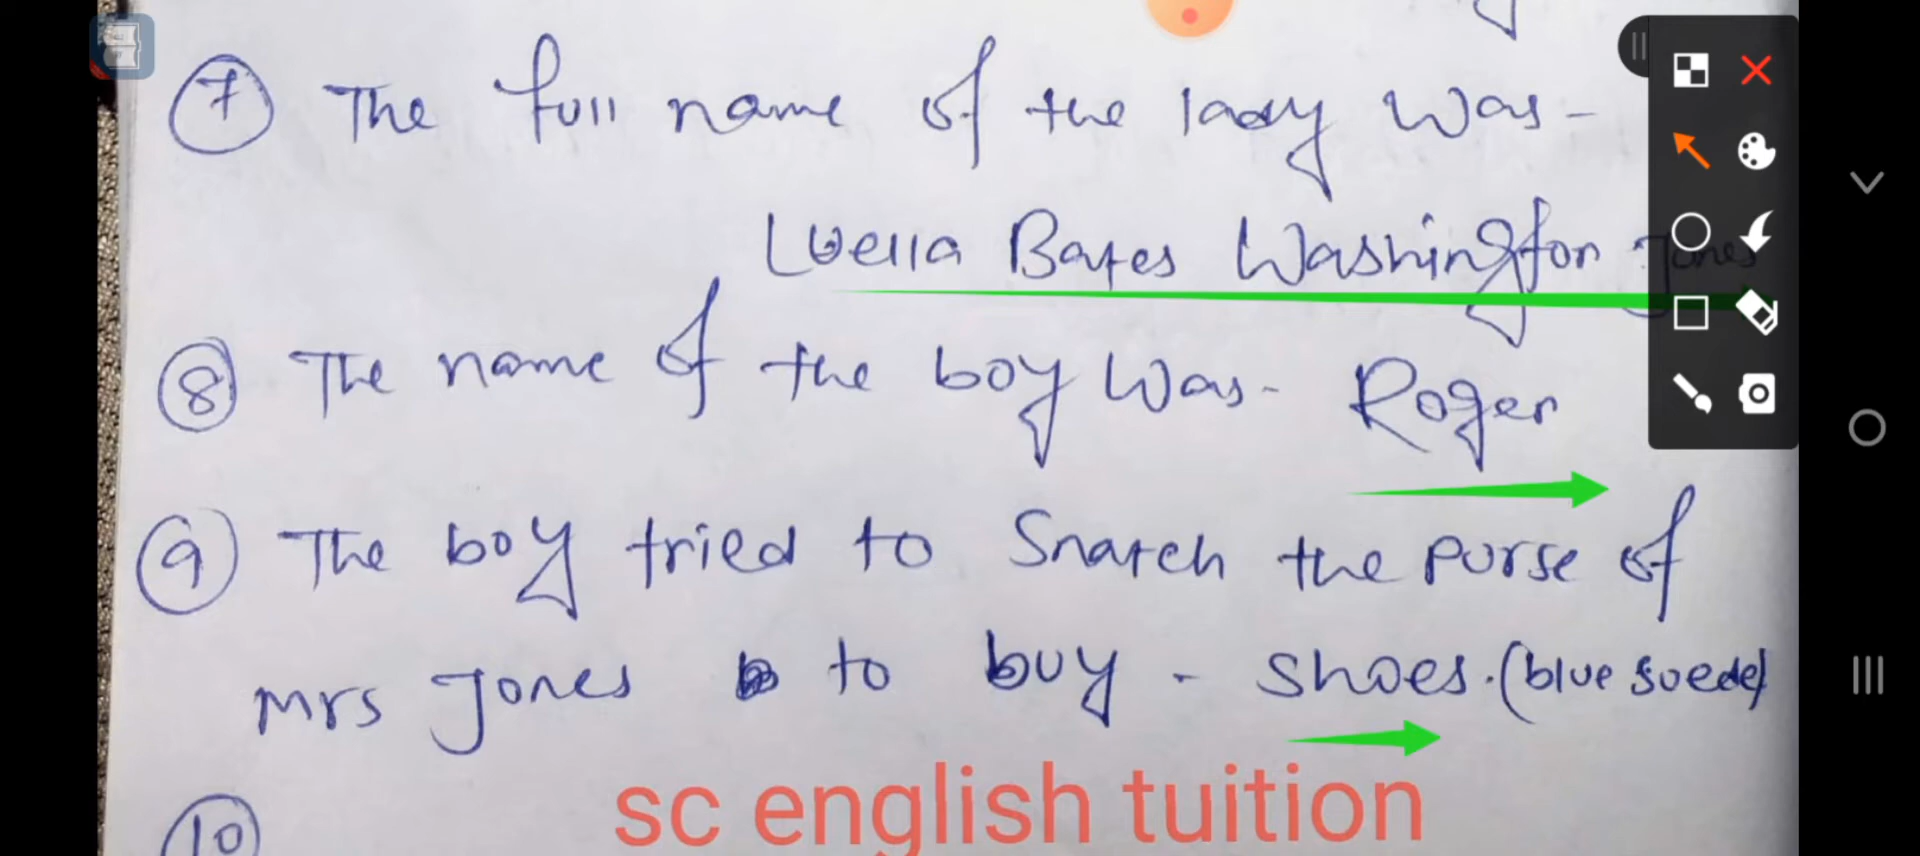 7 The full name of the lady was -
Luella Bates Washington Jones
8 The name of the boy was - Roger
9 The boy tried to snatch the purse of
Mrs Jones to buy - shoes. (blue suede)
10
sc english tuition